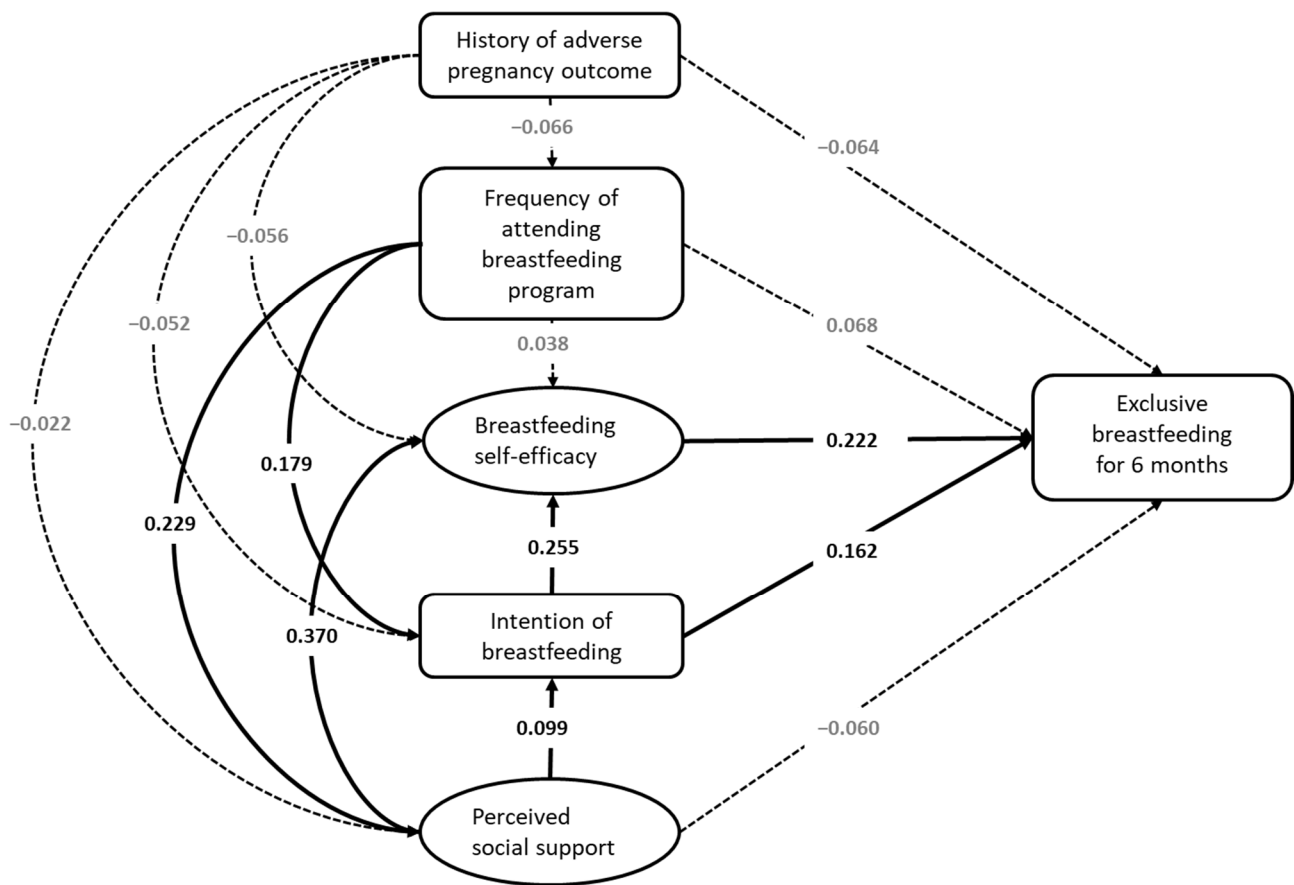 History of adverse
pregnancy outcome
−0.066
−0.064
Frequency of
attending
breastfeeding
program
−0.056
−0.052
0.068
0.038
−0.022
Exclusive
breastfeeding
for 6 months
Breastfeeding
self-efficacy
0.222
0.179
0.229
0.255
0.162
Intention of
breastfeeding
0.370
0.099
−0.060
Perceived
social support